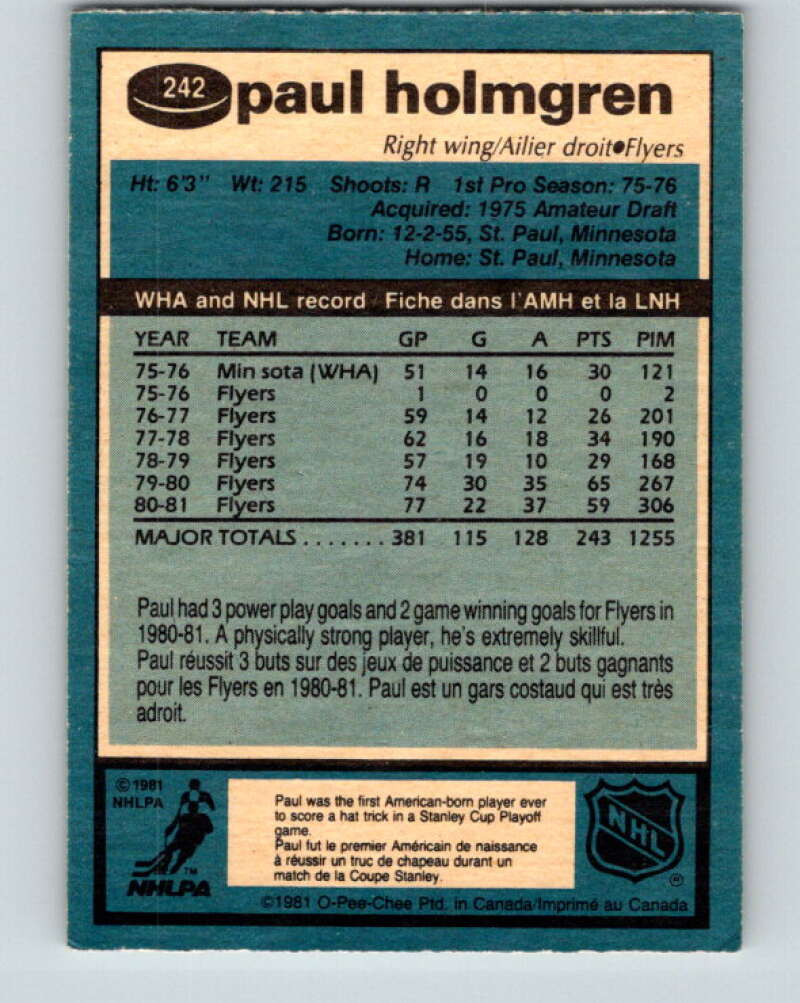 242 paul holmgren
Right wing/Ailier droit•Flyers
Ht: 6'3" Wt: 215 Shoots: R 1st Pro Season: 75-76
Acquired: 1975 Amateur Draft
Born: 12-2-55, St. Paul, Minnesota
Home: St. Paul, Minnesota
WHA and NHL record Fiche dans l'AMH et la LNH
YEAR TEAM GP G A PTS PIM
75-76 Min sota (WHA) 51 14 16 30 121
75-76 Flyers 1 0 0 0 2
76-77 Flyers 59 14 12 26 201
77-78 Flyers 62 16 18 34 190
78-79 Flyers 57 19 10 29 168
79-80 Flyers 74 30 35 65 267
80-81 Flyers 77 22 37 59 306
MAJOR TOTALS ....... 381 115 128 243 1255
Paul had 3 power play goals and 2 game winning goals for Flyers in
1980-81. A physically strong player, he's extremely skillful.
Paul réussit 3 buts sur des jeux de puissance et 2 buts gagnants
pour les Flyers en 1980-81. Paul est un gars costaud qui est très
adroit.
©1981
NHLPA
TM
NHLPA
Paul was the first American-born player ever
to score a hat trick in a Stanley Cup Playoff
game.
Paul fut le premier Américain de naissance
à réussir un truc de chapeau durant un
match de la Coupe Stanley.
NHL
®
©1981 O-Pee-Chee Ptd. in Canada/Imprimé au Canada